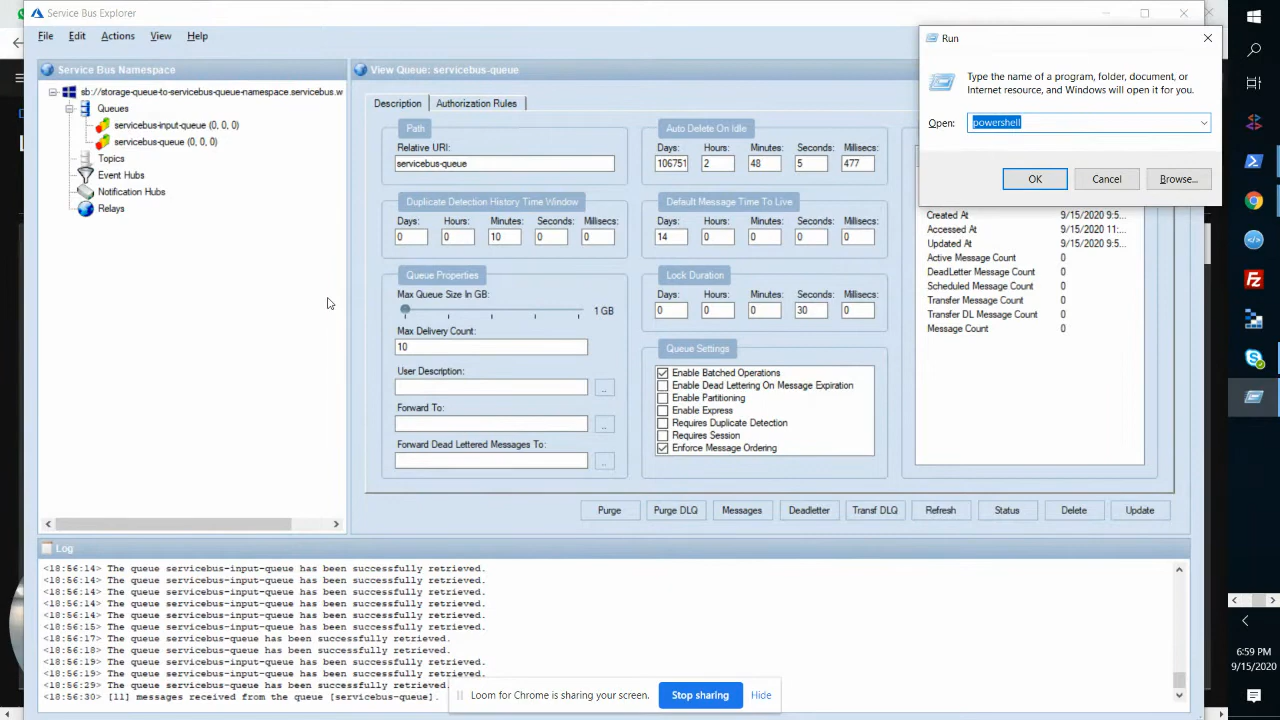 Service Bus Explorer
File Edit Actions View Help
Service Bus Namespace
sb://storage-queue-to-servicebus-queue-namespace.servicebus.w
Queues
servicebus-input-queue (0, 0, 0)
servicebus-queue (0, 0, 0)
Topics
Event Hubs
Notification Hubs
Relays
View Queue: servicebus-queue
Description Authorization Rules
Path
Relative URI:
servicebus-queue
Duplicate Detection History Time Window
Days: Hours: Minutes: Seconds: Millisecs:
0 0 10 0 0
Queue Properties
Max Queue Size In GB:
1 GB
Max Delivery Count:
10
User Description:
..
Forward To:
..
Forward Dead Lettered Messages To:
..
Auto Delete On Idle
Days: Hours: Minutes: Seconds: Millisecs:
106751 2 48 5 477
Default Message Time To Live
Days: Hours: Minutes: Seconds: Millisecs:
14 0 0 0 0
Lock Duration
Days: Hours: Minutes: Seconds: Millisecs:
0 0 0 30 0
Queue Settings
Enable Batched Operations
Enable Dead Lettering On Message Expiration
Enable Partitioning
Enable Express
Requires Duplicate Detection
Requires Session
Enforce Message Ordering
Created At 9/15/2020 9:5...
Accessed At 9/15/2020 11:...
Updated At 9/15/2020 9:5...
Active Message Count 0
DeadLetter Message Count 0
Scheduled Message Count 0
Transfer Message Count 0
Transfer DL Message Count 0
Message Count 0
Purge Purge DLQ Messages Deadletter Transf DLQ Refresh Status Delete Update
Run
Type the name of a program, folder, document, or
Internet resource, and Windows will open it for you.
Open: powershell
OK Cancel Browse...
Log
<18:56:14> The queue servicebus-input-queue has been successfully retrieved.
<18:56:14> The queue servicebus-input-queue has been successfully retrieved.
<18:56:14> The queue servicebus-input-queue has been successfully retrieved.
<18:56:14> The queue servicebus-input-queue has been successfully retrieved.
<18:56:14> The queue servicebus-input-queue has been successfully retrieved.
<18:56:15> The queue servicebus-input-queue has been successfully retrieved.
<18:56:17> The queue servicebus-queue has been successfully retrieved.
<18:56:18> The queue servicebus-queue has been successfully retrieved.
<18:56:19> The queue servicebus-input-queue has been successfully retrieved.
<18:56:19> The queue servicebus-input-queue has been successfully retrieved.
<18:56:29> The queue servicebus-queue has been successfully retrieved.
<18:56:30> [11] messages received from the queue [servicebus-queue].
Loom for Chrome is sharing your screen. Stop sharing Hide
6:59 PM
9/15/2020